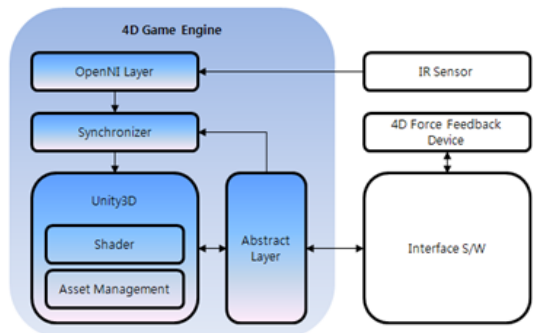 4D Game Engine
OpenNI Layer
IR Sensor
Synchronizer
4D Force Feedback
Device
Unity3D
Shader
Asset Management
Abstract
Layer
Interface S/W